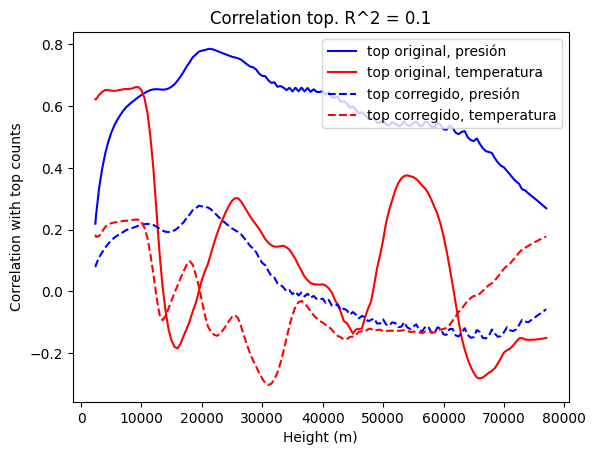 Correlation top. R^2 = 0.1
Correlation with top counts
0.8
0.6
0.4
0.2
0.0
−0.2
top original, presión
top original, temperatura
top corregido, presión
top corregido, temperatura
0 10000 20000 30000 40000 50000 60000 70000 80000
Height (m)